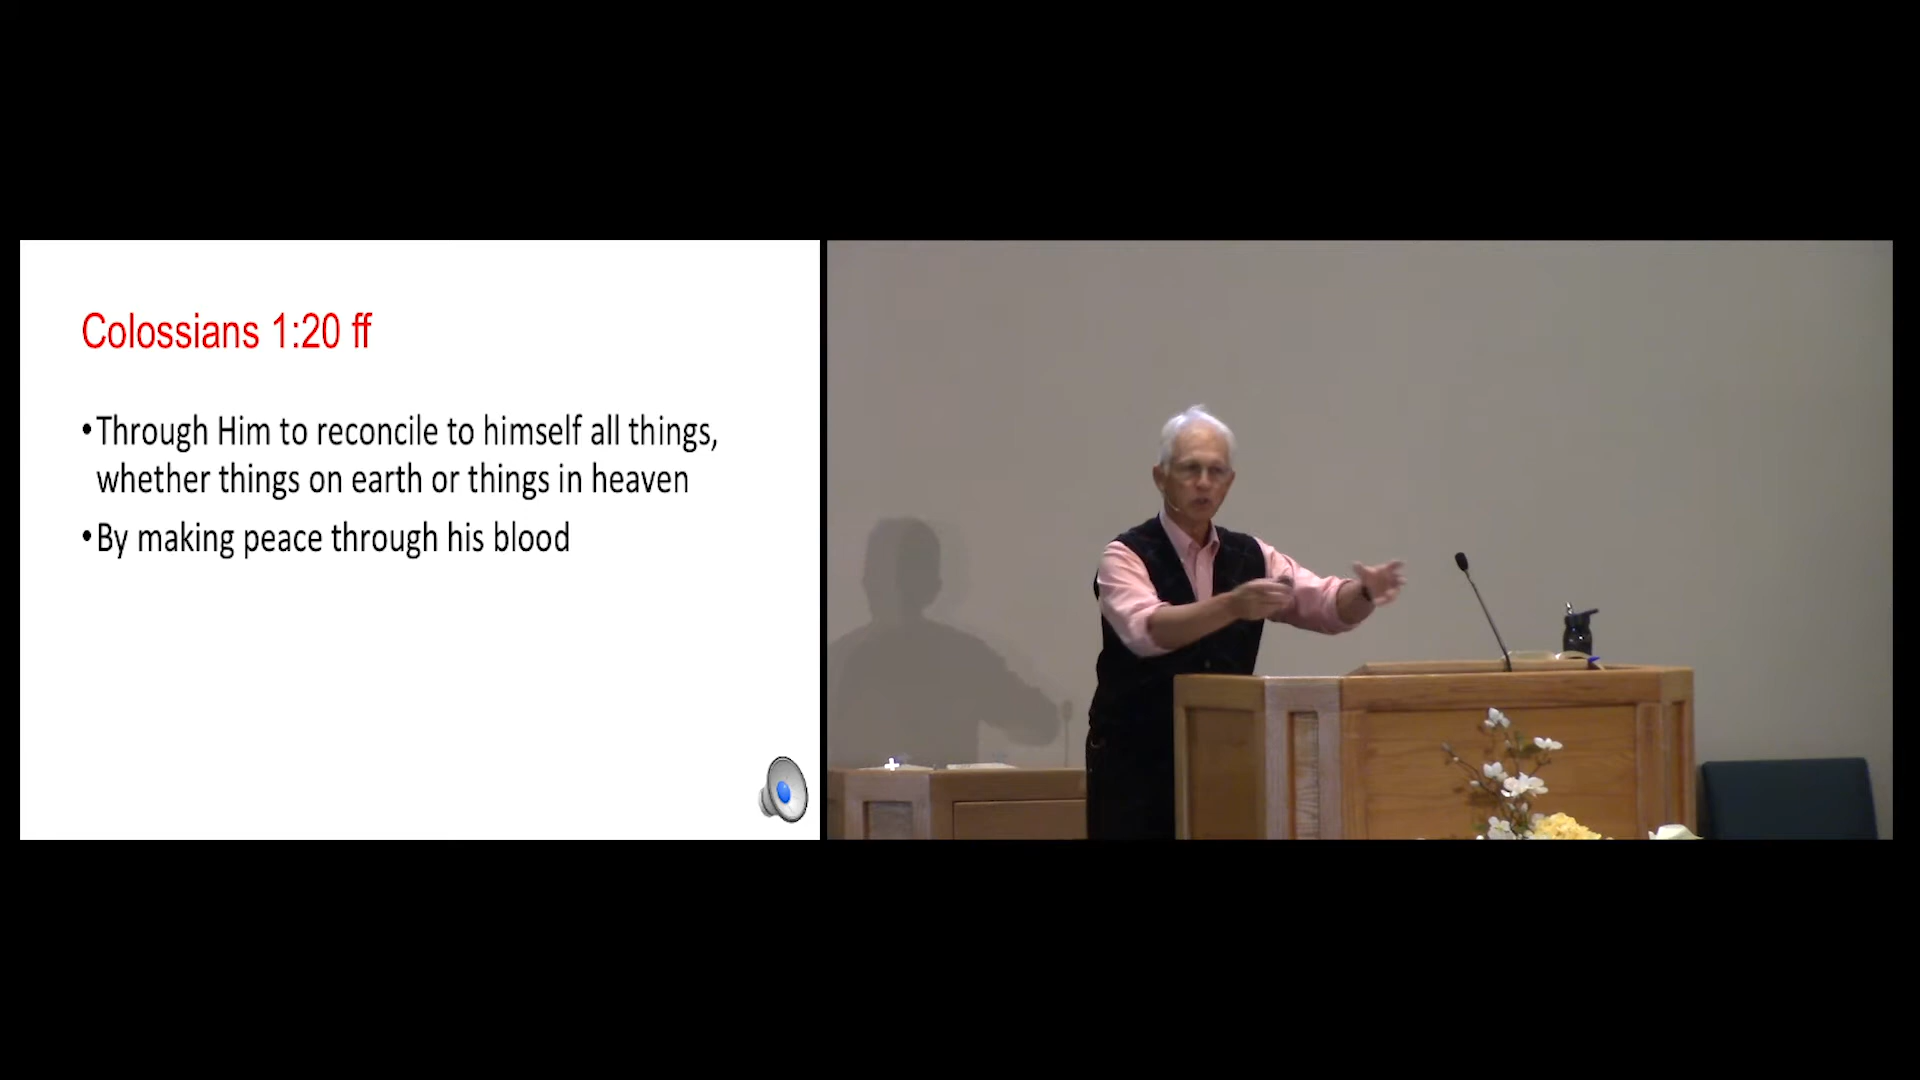 Colossians 1:20 ff
•Through Him to reconcile to himself all things,
whether things on earth or things in heaven
•By making peace through his blood